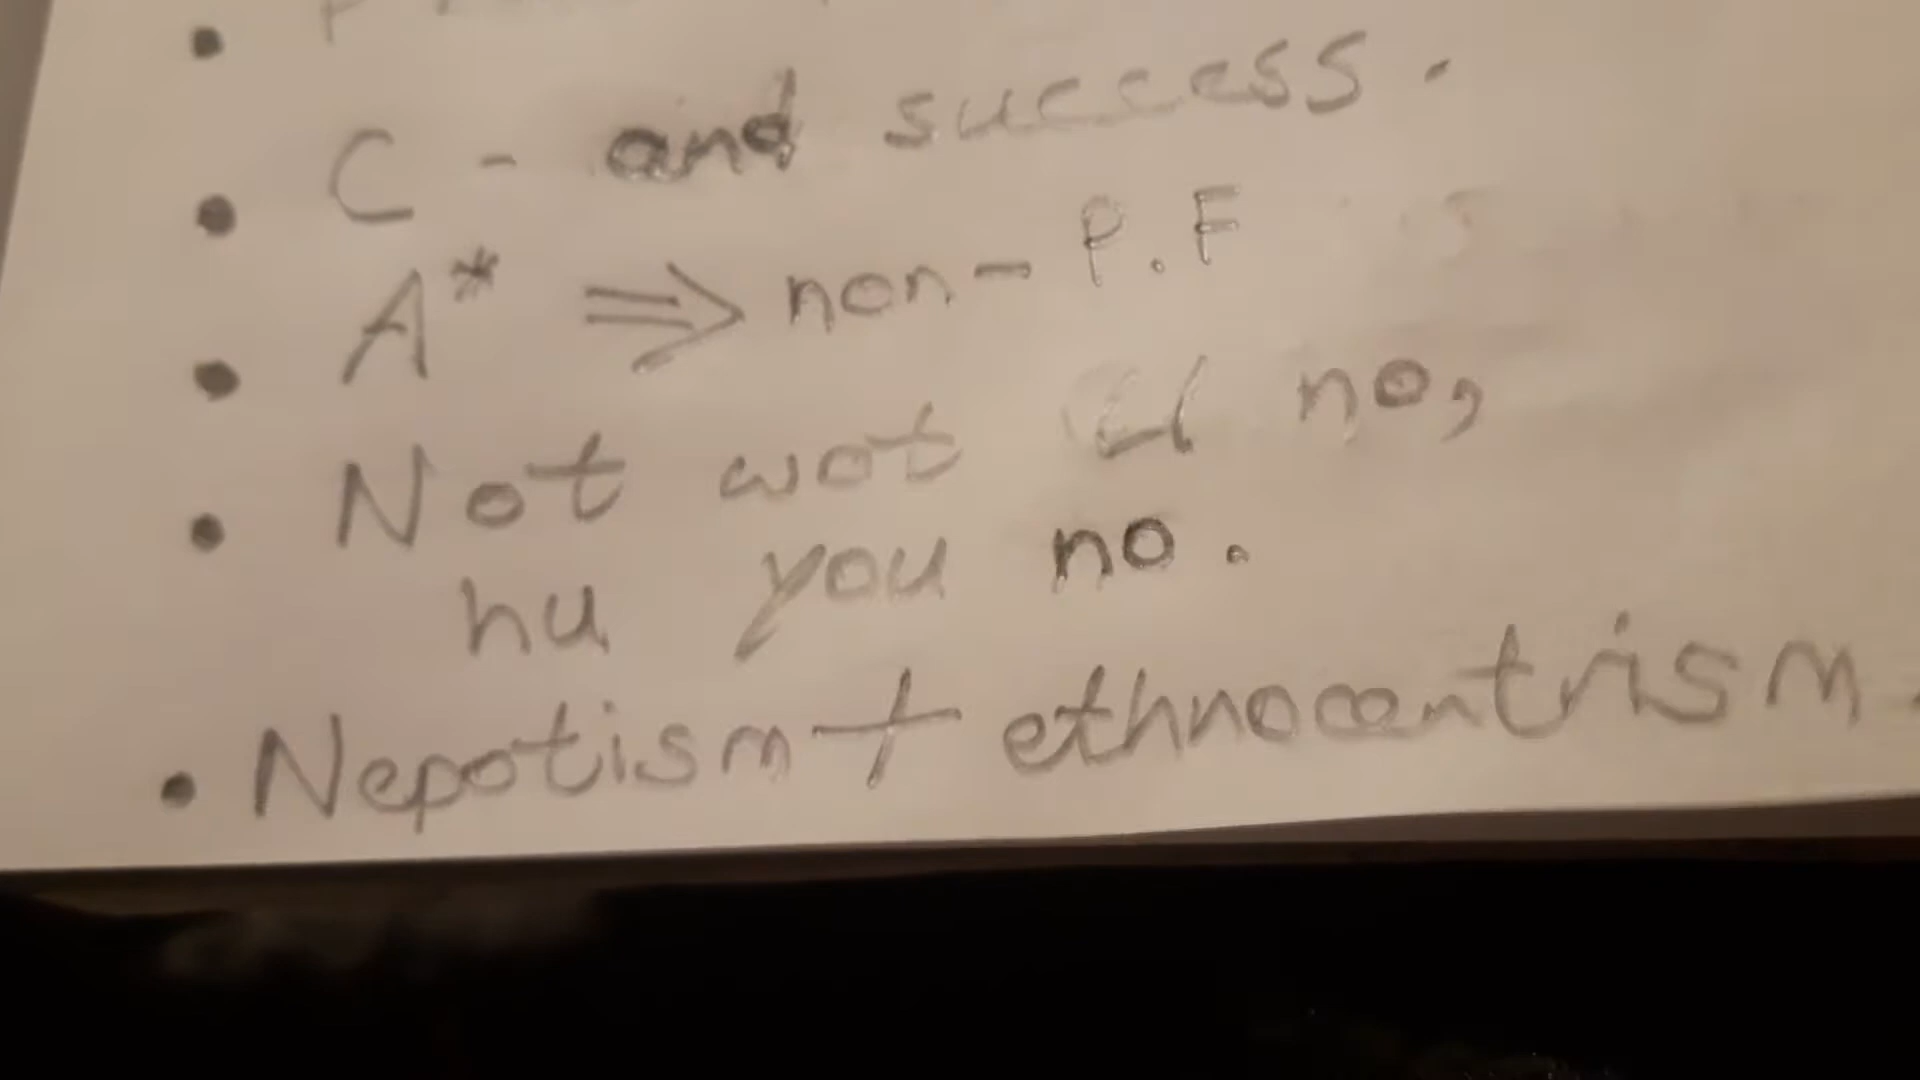 • C - and success.
• A* ⇒ non-P.F
• Not wot U no,
hu you no.
• Nepotism + ethnocentrism.